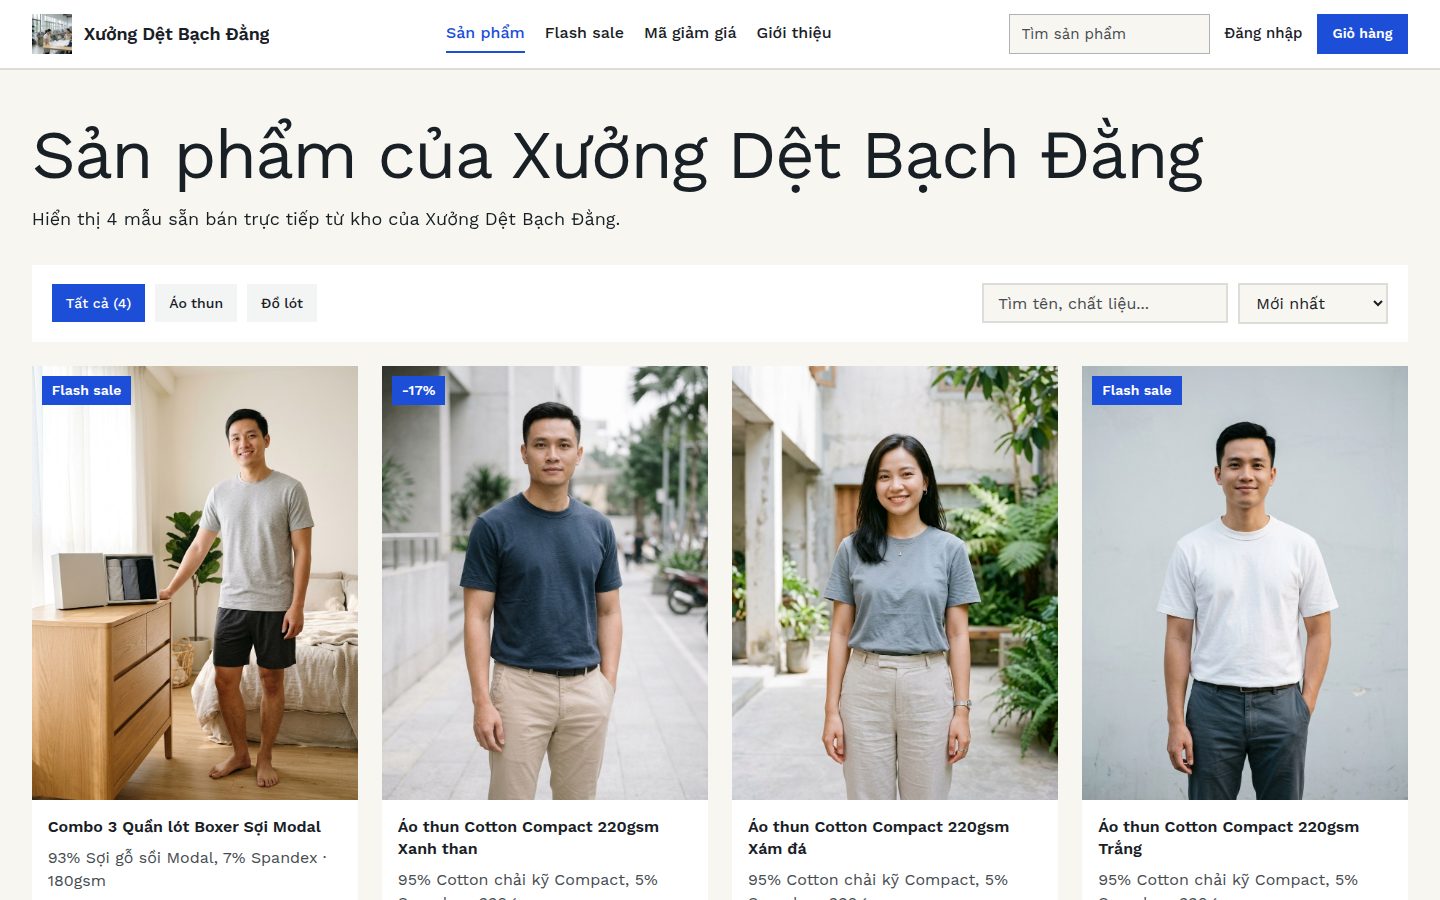 Xưởng Dệt Bạch Đằng
Sản phẩm
Flash sale
Mã giảm giá
Giới thiệu
Tìm sản phẩm
Đăng nhập
Giỏ hàng
Sản phẩm của Xưởng Dệt Bạch Đằng
Hiển thị 4 mẫu sẵn bán trực tiếp từ kho của Xưởng Dệt Bạch Đằng.
Tất cả (4)
Áo thun
Đồ lót
Tìm tên, chất liệu...
Mới nhất
Flash sale
-17%
Flash sale
Combo 3 Quần lót Boxer Sợi Modal
93% Sợi gỗ sồi Modal, 7% Spandex ·
180gsm
Áo thun Cotton Compact 220gsm
Xanh than
95% Cotton chải kỹ Compact, 5%
Áo thun Cotton Compact 220gsm
Xám đá
95% Cotton chải kỹ Compact, 5%
Áo thun Cotton Compact 220gsm
Trắng
95% Cotton chải kỹ Compact, 5%